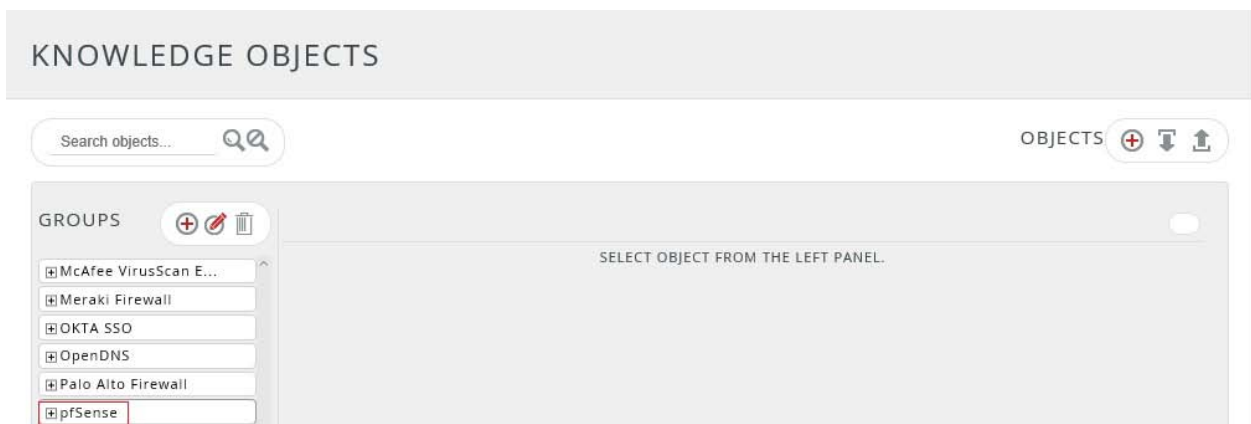 KNOWLEDGE OBJECTS
Search objects...
OBJECTS
GROUPS
SELECT OBJECT FROM THE LEFT PANEL.
McAfee VirusScan E...
Meraki Firewall
OKTA SSO
OpenDNS
Palo Alto Firewall
pfSense